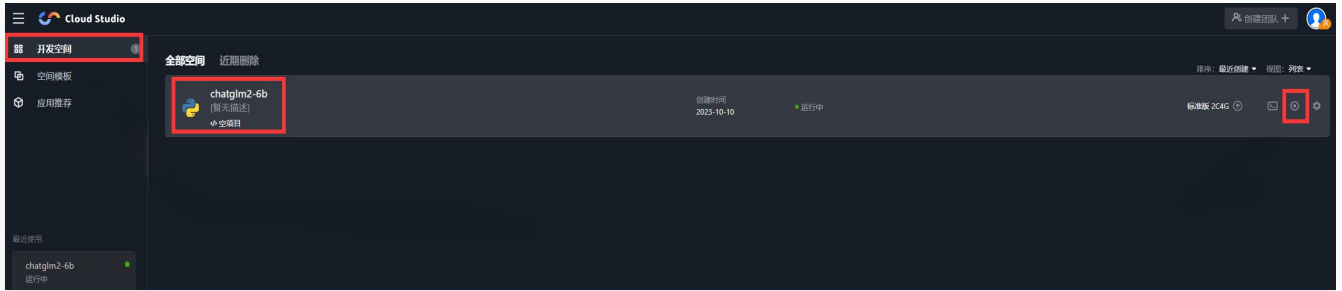 Cloud Studio
创建团队 +
开发空间
1
空间模板
应用推荐
全部空间 近期删除
排序: 最近创建 视图: 列表
chatglm2-6b
[暂无描述]
</> 空项目
创建时间
2023-10-10
运行中
标准版 2C4G
最近使用
chatglm2-6b
运行中